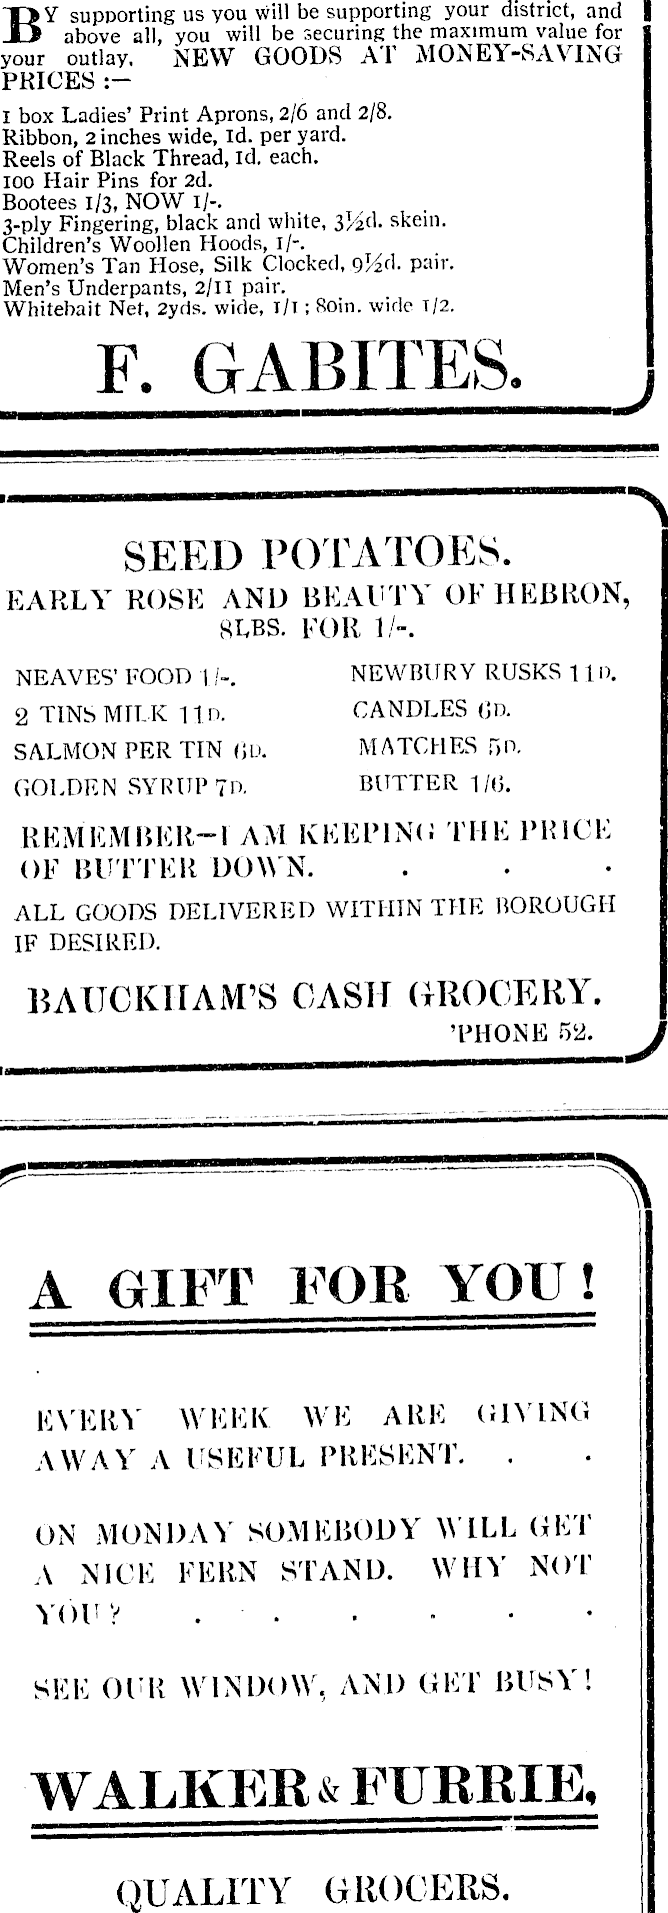 BY supporting us you will be supporting your district, and
above all, you will be securing the maximum value for
your outlay. NEW GOODS AT MONEY-SAVING
PRICES :—
1 box Ladies' Print Aprons, 2/6 and 2/8.
Ribbon, 2 inches wide, 1d. per yard.
Reels of Black Thread, 1d. each.
100 Hair Pins for 2d.
Bootees 1/3, NOW 1/-.
3-ply Fingering, black and white, 3½d. skein.
Children's Woollen Hoods, 1/-.
Women's Tan Hose, Silk Clocked, 9½d. pair.
Men's Underpants, 2/11 pair.
Whitebait Net, 2yds. wide, 1/1 ; 80in. wide 1/2.
F. GABITES.
SEED POTATOES.
EARLY ROSE AND BEAUTY OF HEBRON,
8LBS. FOR 1/-.
NEAVES' FOOD 1/-. NEWBURY RUSKS 11D.
2 TINS MILK 11D. CANDLES 6D.
SALMON PER TIN 6D. MATCHES 5D.
GOLDEN SYRUP 7D. BUTTER 1/6.
REMEMBER—I AM KEEPING THE PRICE
OF BUTTER DOWN. . . .
ALL GOODS DELIVERED WITHIN THE BOROUGH
IF DESIRED.
BAUCKHAM'S CASH GROCERY.
'PHONE 52.
A GIFT FOR YOU!
EVERY WEEK WE ARE GIVING
AWAY A USEFUL PRESENT. . .
ON MONDAY SOMEBODY WILL GET
A NICE FERN STAND. WHY NOT
YOU? . . . . . .
SEE OUR WINDOW, AND GET BUSY!
WALKER & FURRIE,
QUALITY GROCERS.